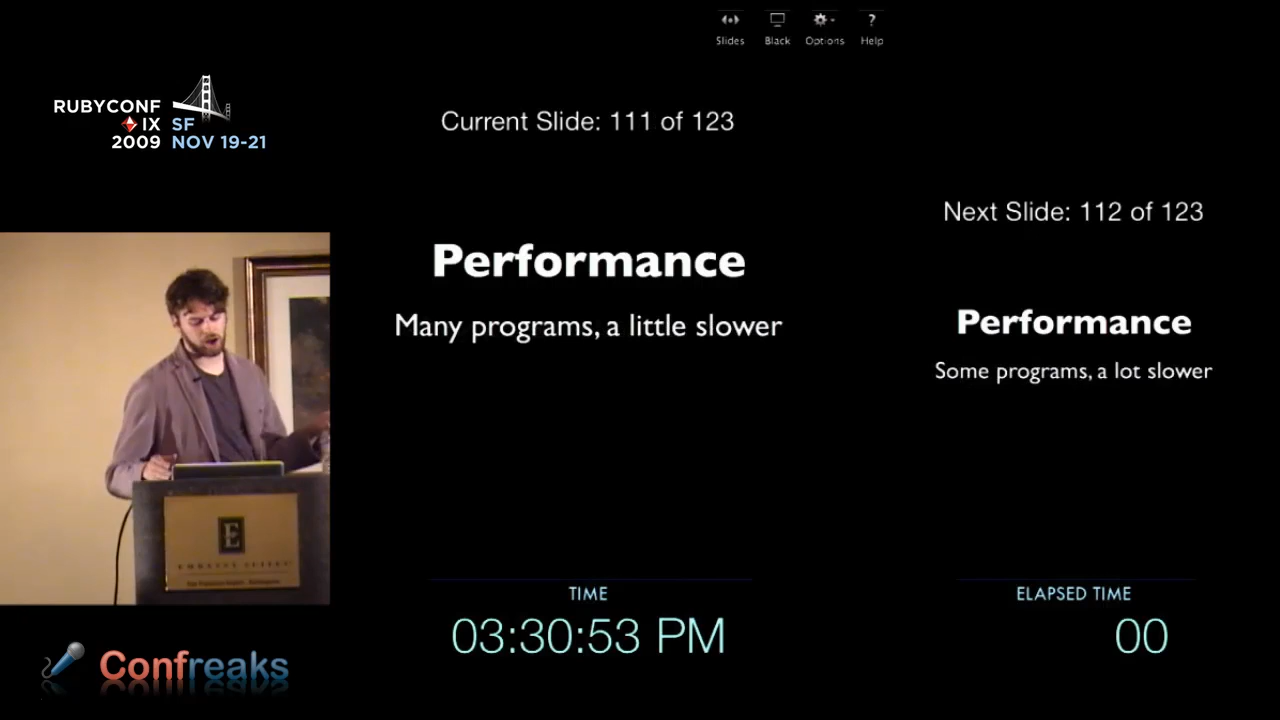 Slides
Black
Options
Help
RUBYCONF
IX SF
2009 NOV 19-21
Current Slide: 111 of 123
Next Slide: 112 of 123
Performance
Many programs, a little slower
Performance
Some programs, a lot slower
E
EMBASSY SUITES
TIME
03:30:53 PM
ELAPSED TIME
00
Confreaks